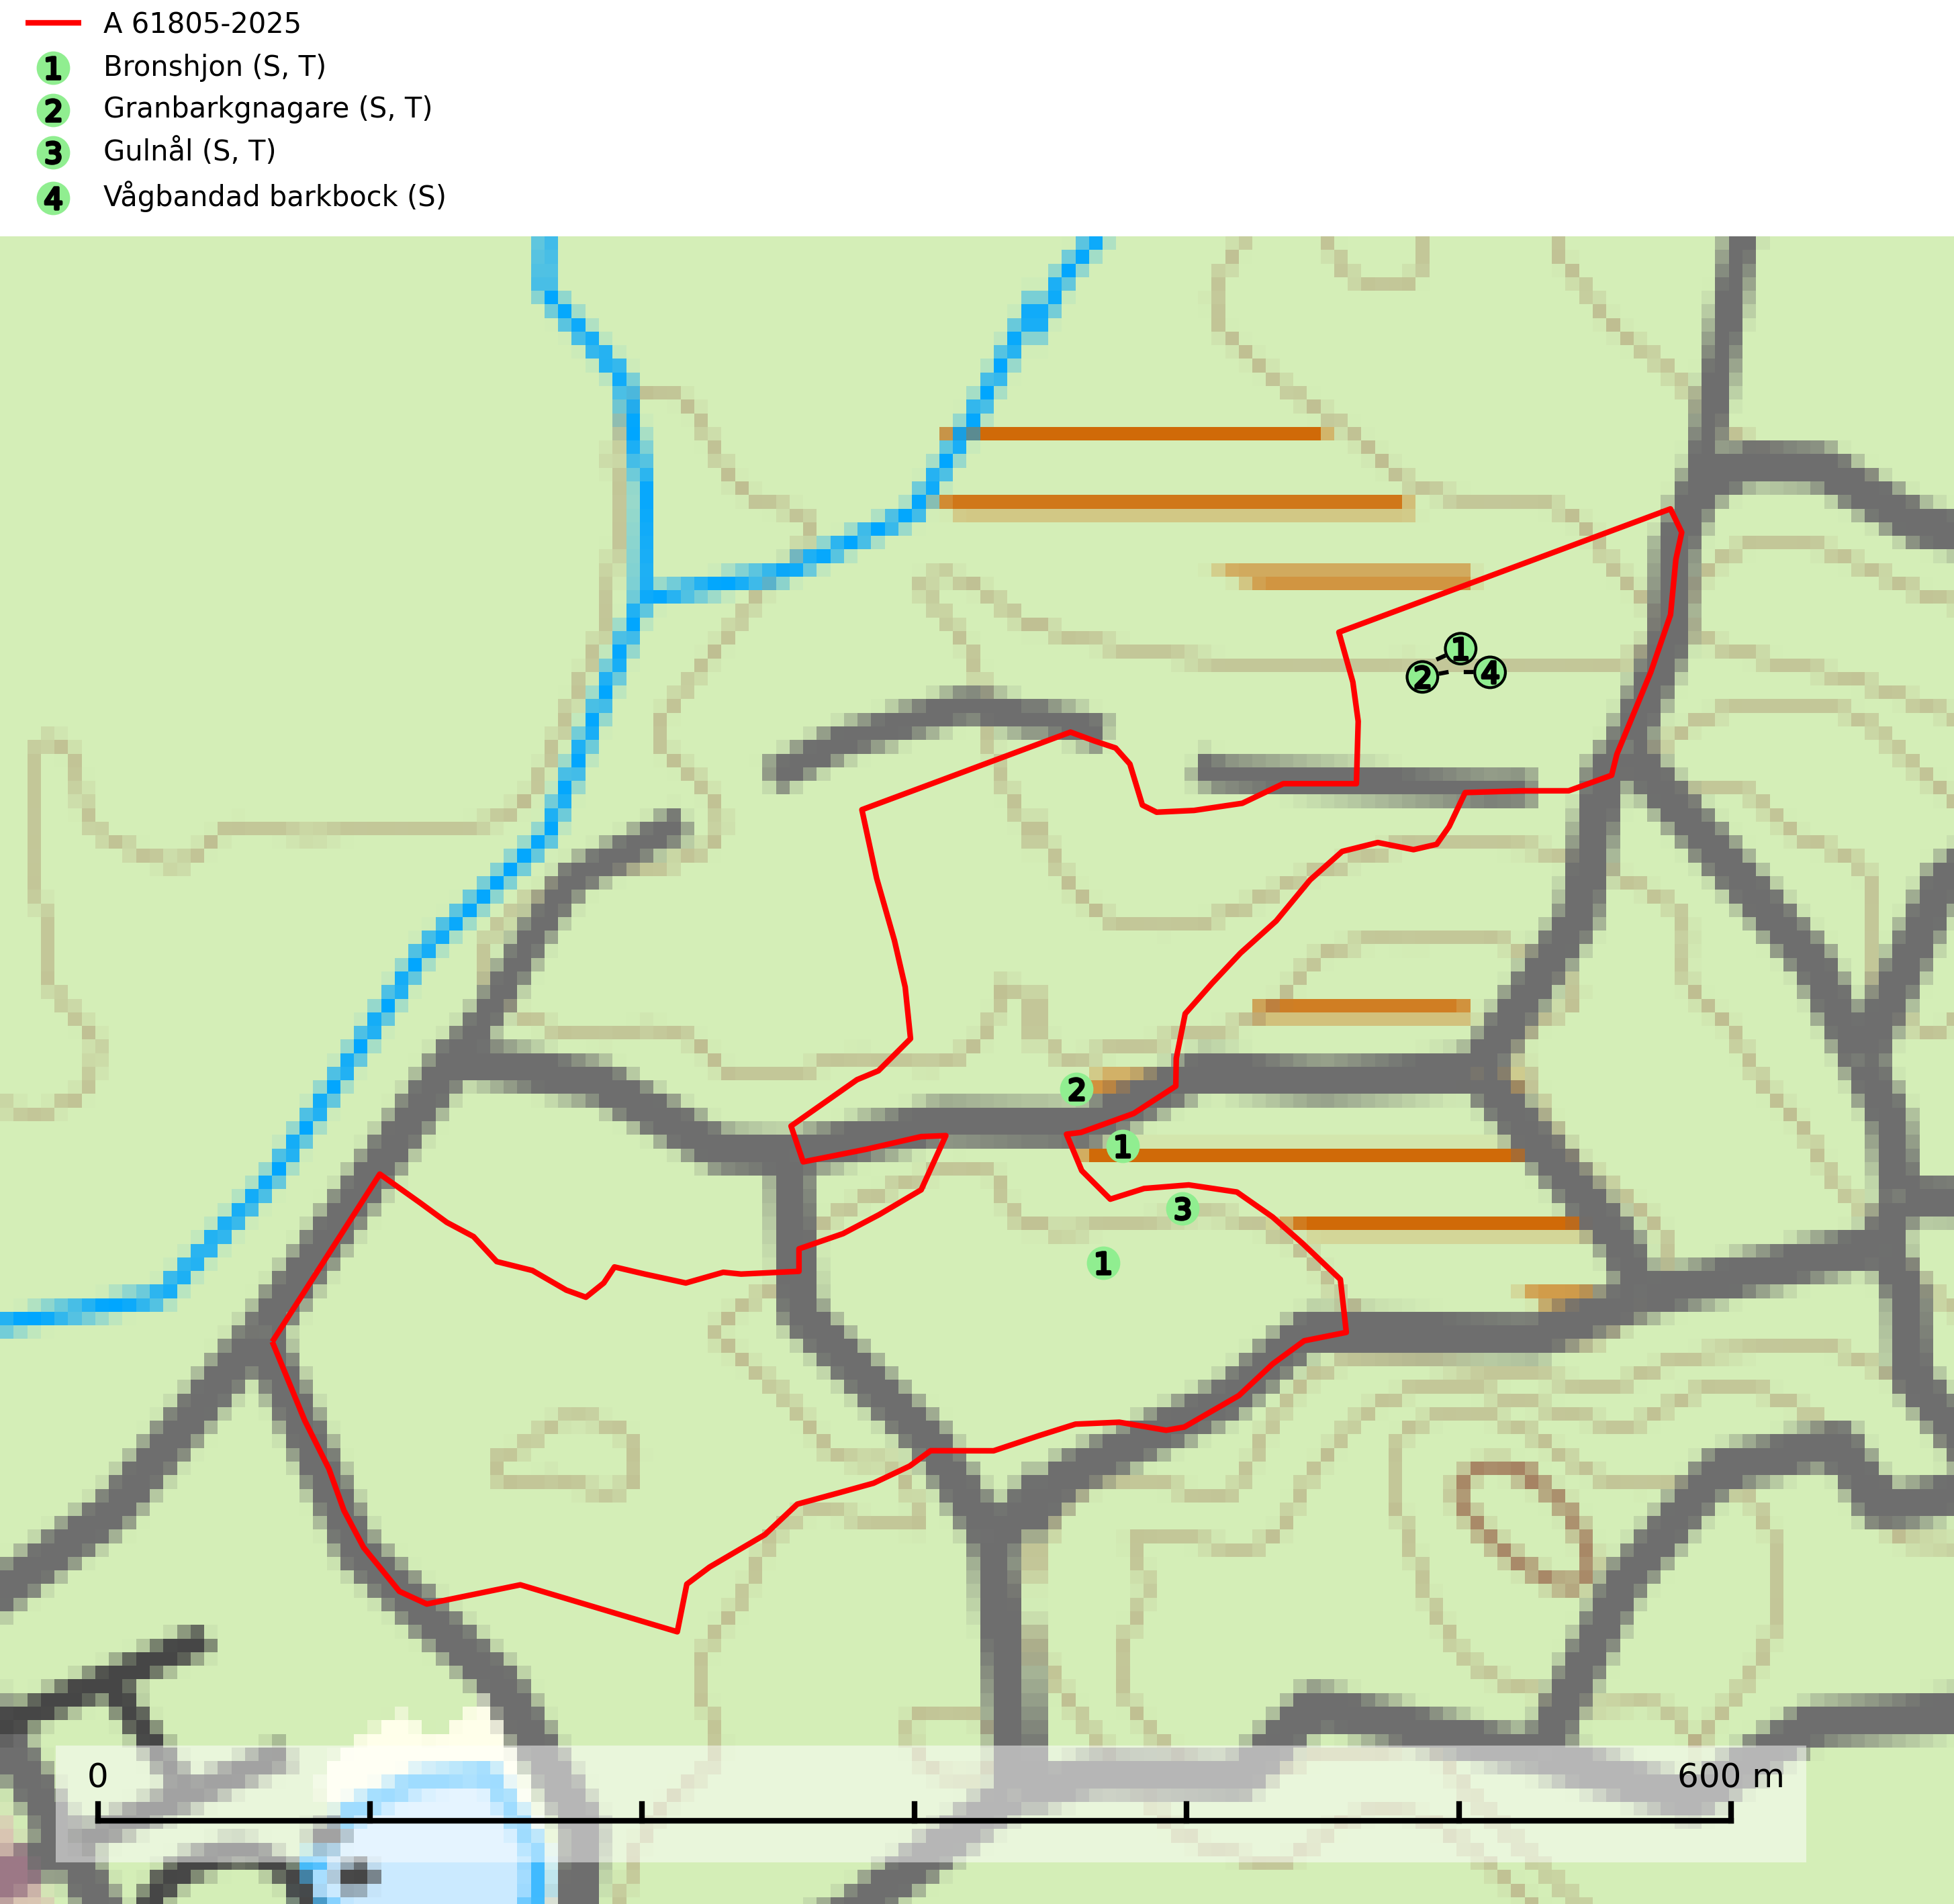 A 61805-2025
1 Bronshjon (S, T)
2 Granbarkgnagare (S, T)
3 Gulnål (S, T)
4 Vågbandad barkbock (S)
1
2 4
2
1
3
1
0 600 m